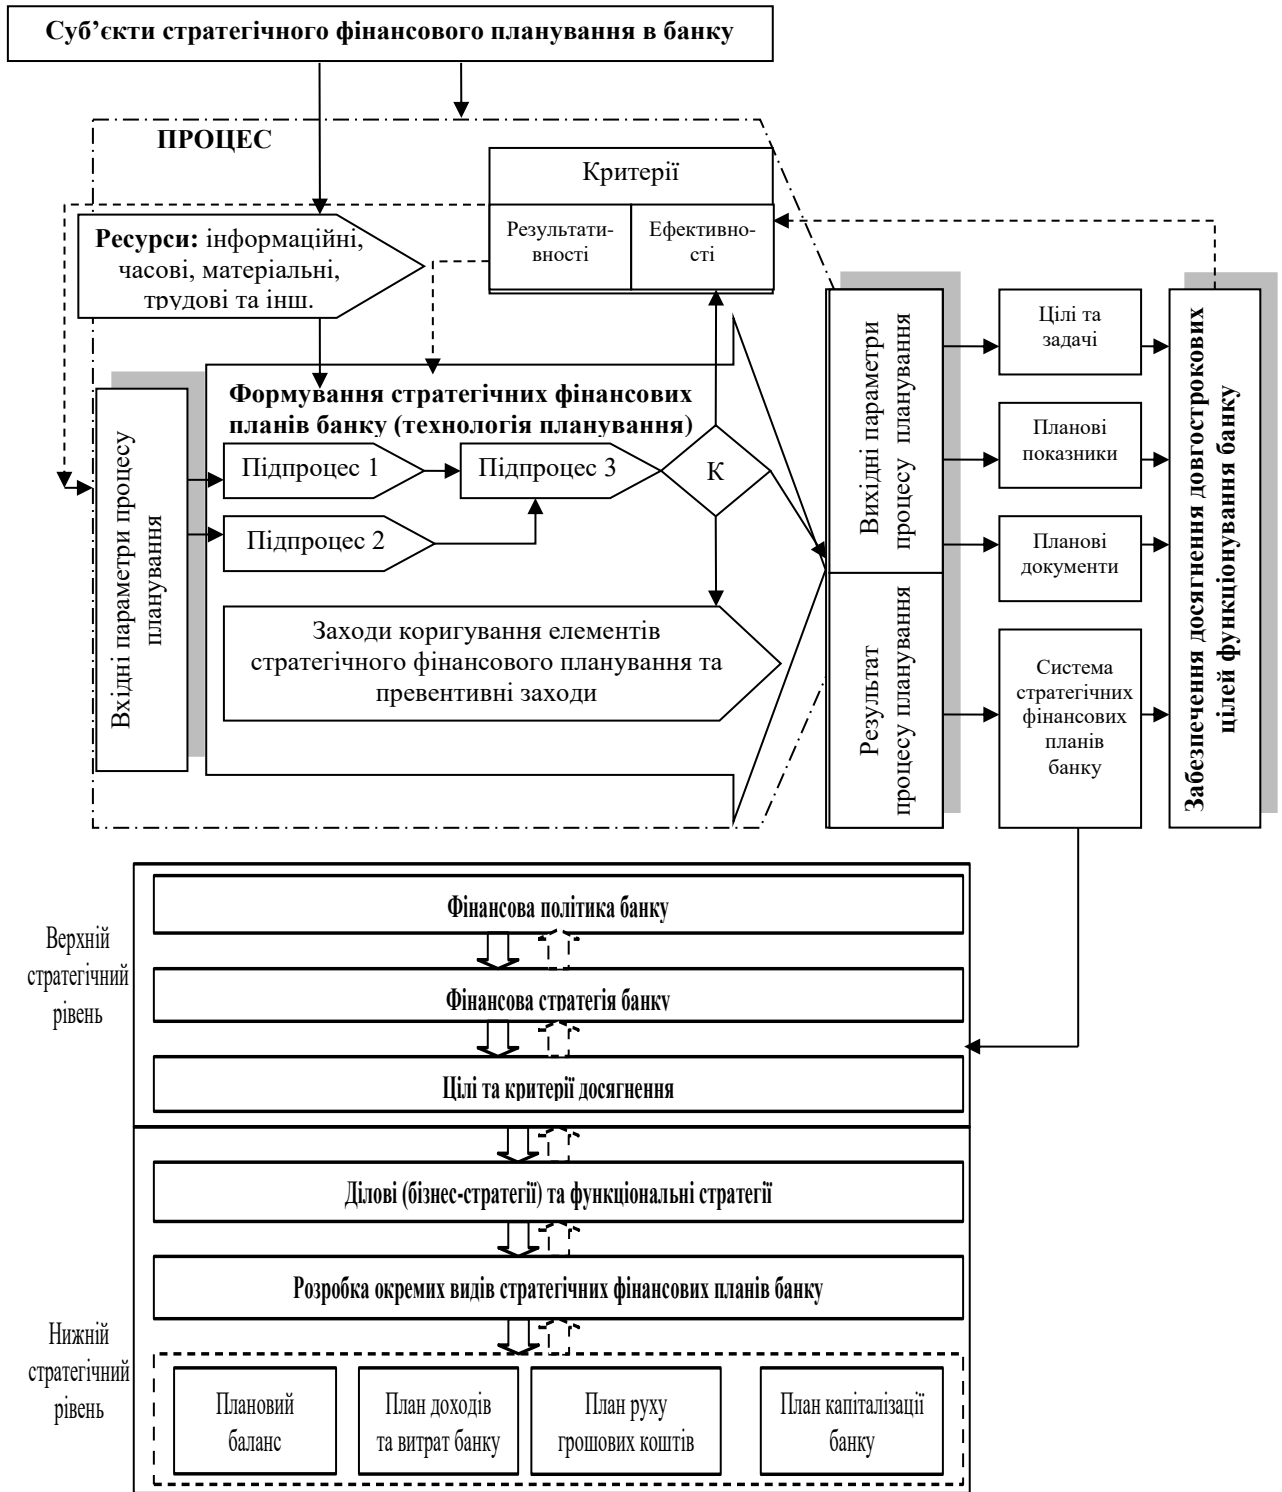 Суб’єкти стратегічного фінансового планування в банку
ПРОЦЕС
Критерії
Результати-
вності
Ефективно-
сті
Ресурси: інформаційні,
часові, матеріальні,
трудові та інш.
Вхідні параметри процесу
планування
Формування стратегічних фінансових
планів банку (технологія планування)
Підпроцес 1
Підпроцес 3
К
Підпроцес 2
Заходи коригування елементів
стратегічного фінансового планування та
превентивні заходи
Вихідні параметри
процесу планування
Результат
процесу планування
Цілі та
задачі
Планові
показники
Планові
документи
Система
стратегічних
фінансових
планів
банку
Забезпечення досягнення довгострокових
цілей функціонування банку
Верхній
стратегічний
рівень
Фінансова політика банку
Фінансова стратегія банку
Цілі та критерії досягнення
Ділові (бізнес-стратегії) та функціональні стратегії
Розробка окремих видів стратегічних фінансових планів банку
Нижній
стратегічний
рівень
Плановий
баланс
План доходів
та витрат банку
План руху
грошових коштів
План капіталізації
банку